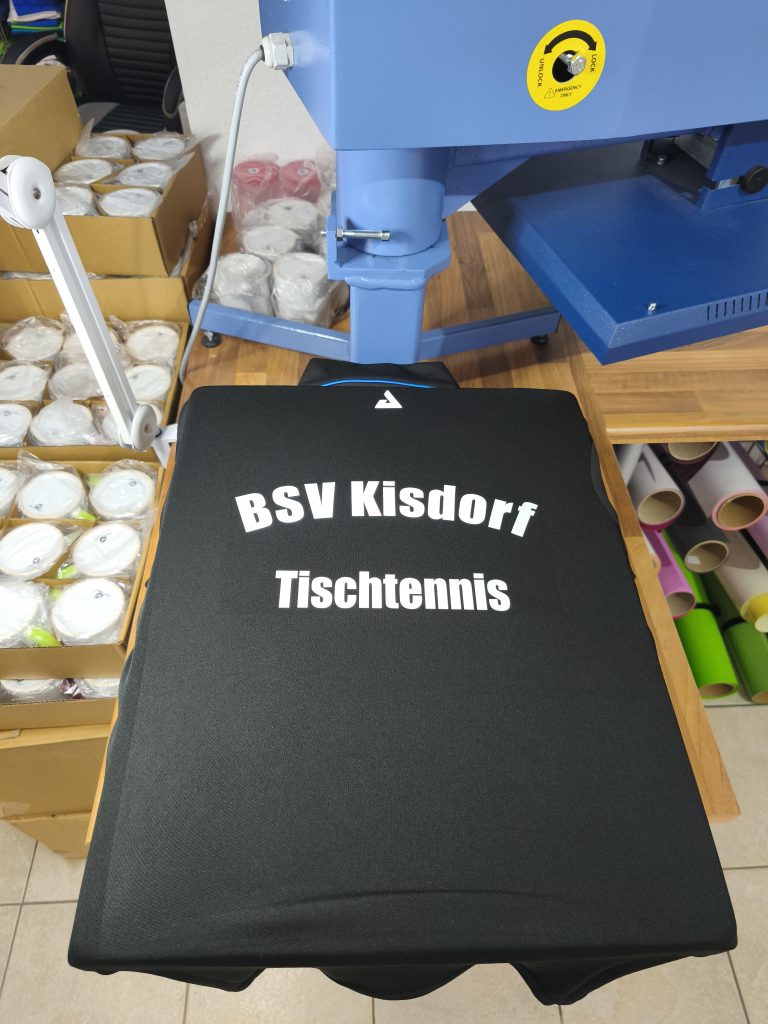 UNLOCK
LOCK
EMERGENCY
ONLY
BSV Kisdorf
Tischtennis